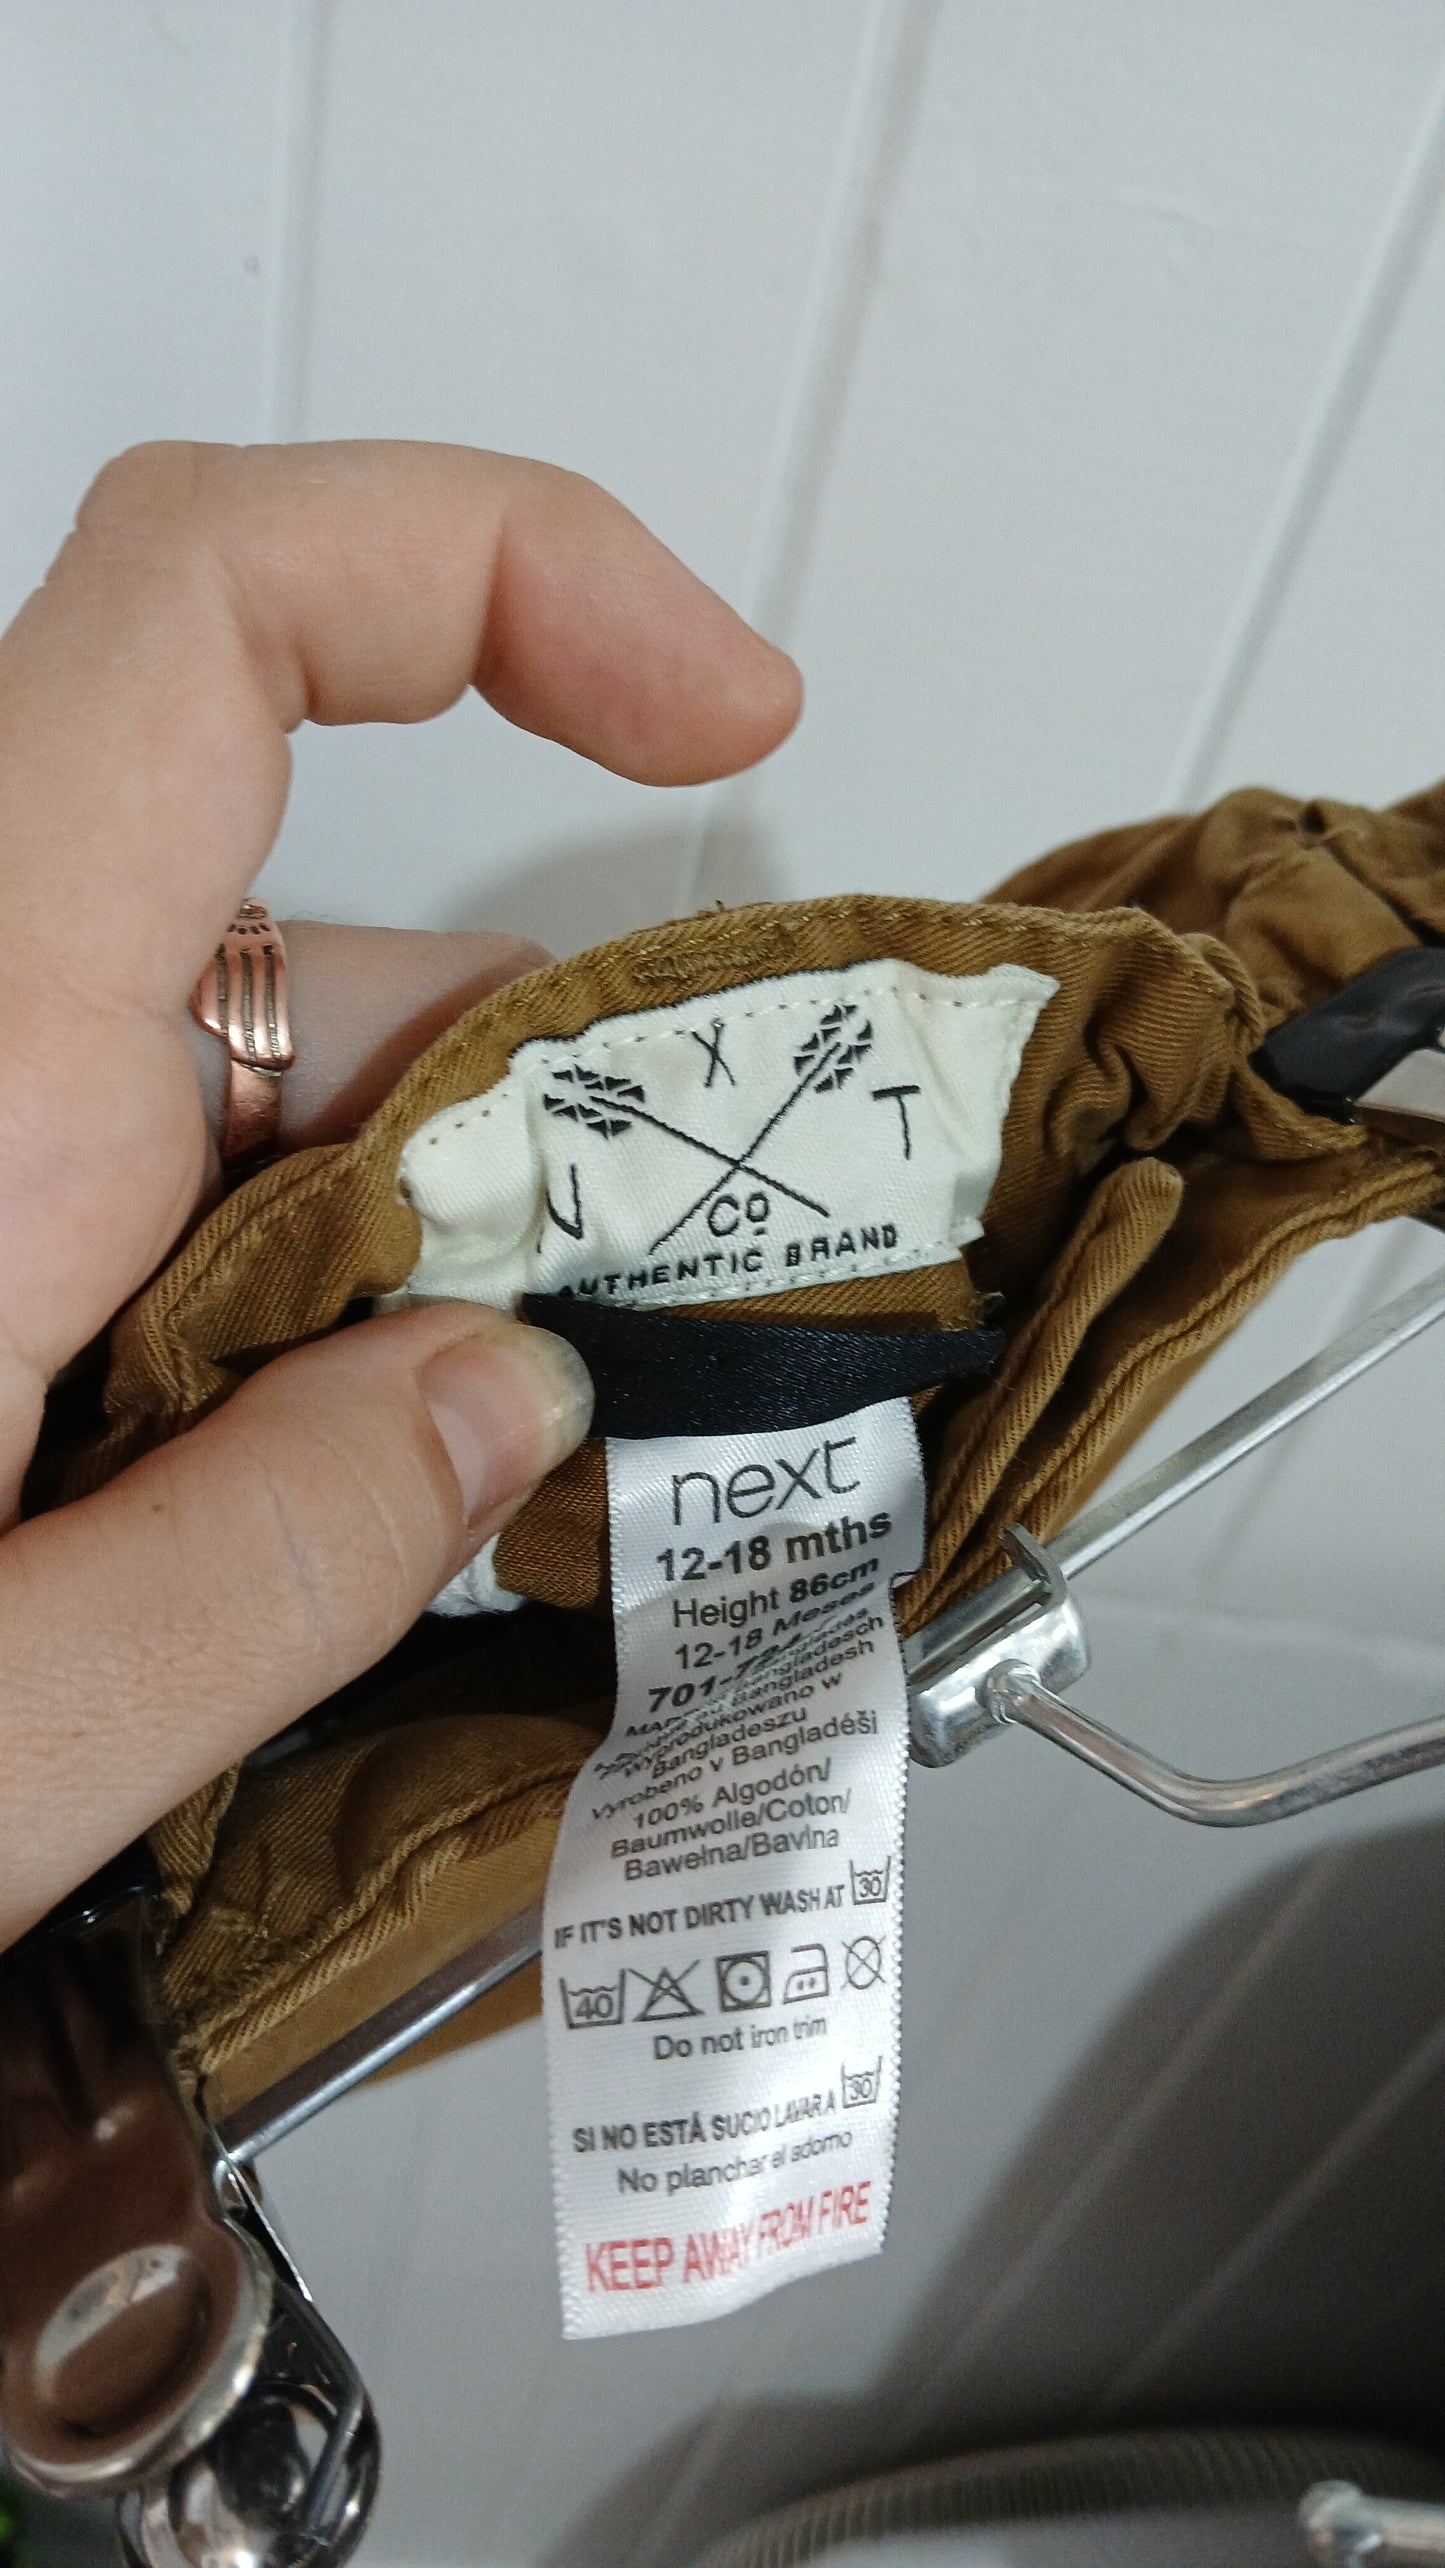 X
J T
Cº
AUTHENTIC BRAND
next
12-18 mths
Height 86cm
12-18 Meses
Wyprodukowano w
Bangladeszu
Vyrobeno v Bangladéši
100% Algodón/
Baumwolle/Coton/
Bawełna/Bavlna
IF IT'S NOT DIRTY WASH AT 30
40
Do not iron trim
SI NO ESTÁ SUCIO LAVAR A 30
No planchar el adorno
KEEP AWAY FROM FIRE